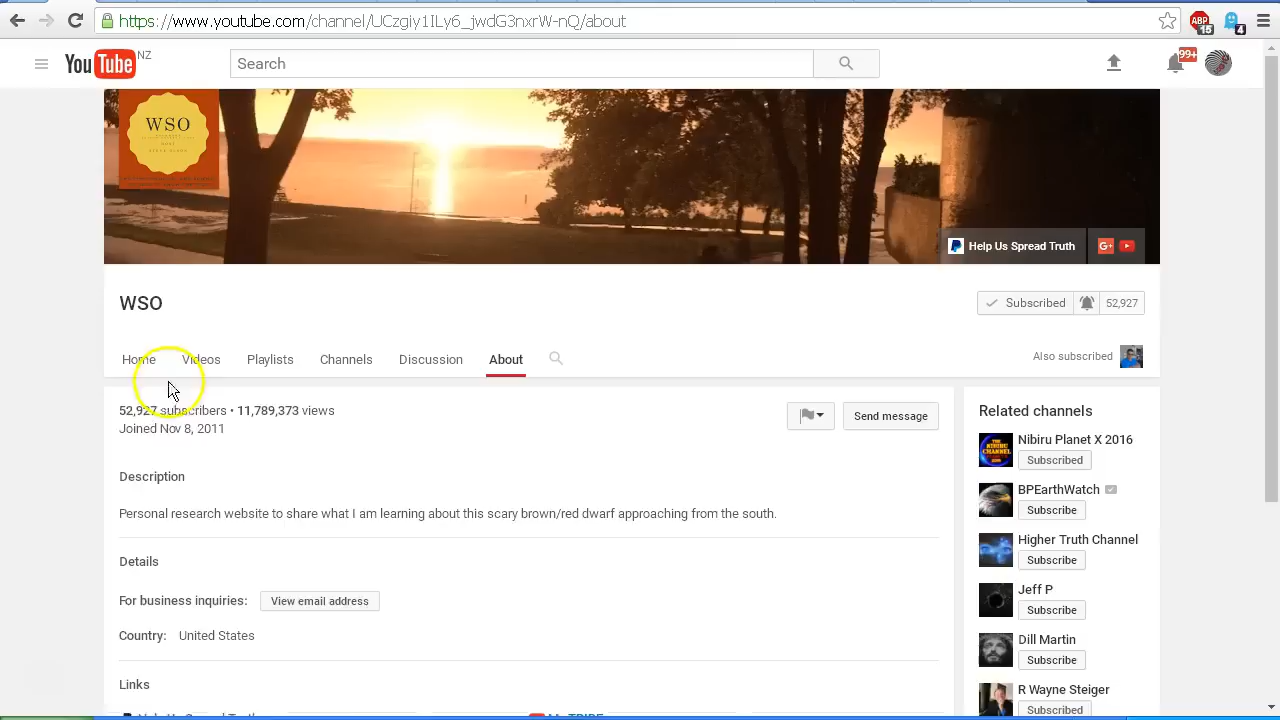 https://www.youtube.com/channel/UCzgiy1ILy6_jwdG3nxrW-nQ/about
ABP
15
4
YouTube NZ
Search
99+
WSO
HOST
Help Us Spread Truth
G+
WSO
Subscribed
52,927
Home
Videos
Playlists
Channels
Discussion
About
Also subscribed
52,927 subscribers • 11,789,373 views
Joined Nov 8, 2011
Send message
Description
Personal research website to share what I am learning about this scary brown/red dwarf approaching from the south.
Details
For business inquiries:
View email address
Country: United States
Links
Related channels
Nibiru Planet X 2016
Subscribed
BPEarthWatch
Subscribe
Higher Truth Channel
Subscribe
Jeff P
Subscribe
Dill Martin
Subscribe
R Wayne Steiger
Subscribed